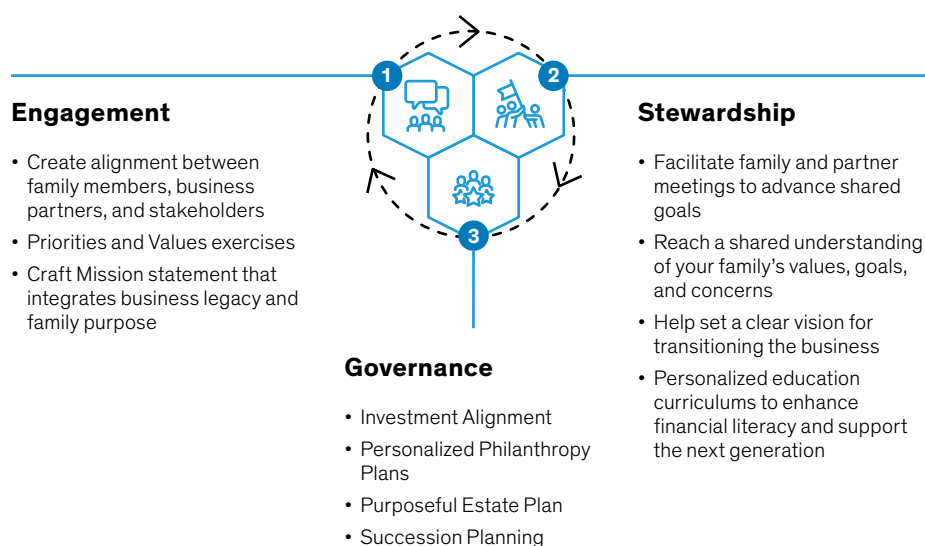 1
2
3
Engagement
• Create alignment between
family members, business
partners, and stakeholders
• Priorities and Values exercises
• Craft Mission statement that
integrates business legacy and
family purpose
Stewardship
• Facilitate family and partner
meetings to advance shared
goals
• Reach a shared understanding
of your family’s values, goals,
and concerns
• Help set a clear vision for
transitioning the business
• Personalized education
curriculums to enhance
financial literacy and support
the next generation
Governance
• Investment Alignment
• Personalized Philanthropy
Plans
• Purposeful Estate Plan
• Succession Planning